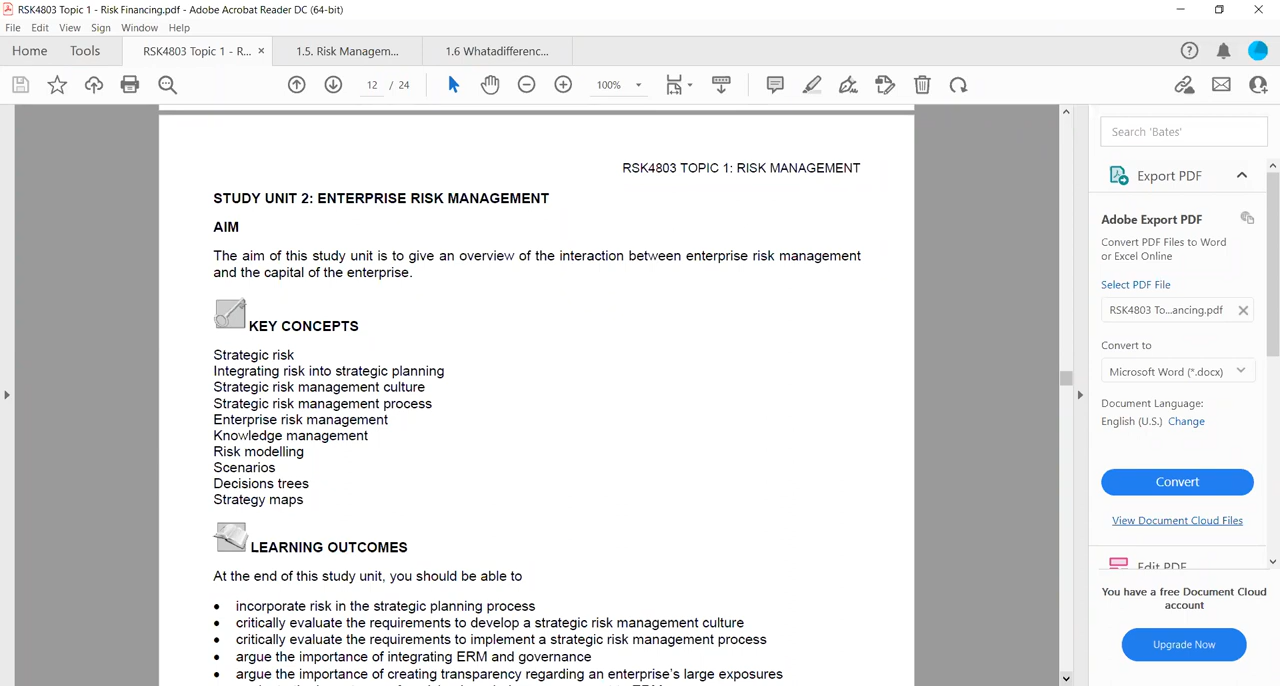 RSK4803 Topic 1 - Risk Financing.pdf - Adobe Acrobat Reader DC (64-bit)
File Edit View Sign Window Help
Home Tools RSK4803 Topic 1 - R... × 1.5. Risk Managem... 1.6 Whatadifferenc...
12 / 24 100%
RSK4803 TOPIC 1: RISK MANAGEMENT
STUDY UNIT 2: ENTERPRISE RISK MANAGEMENT
AIM
The aim of this study unit is to give an overview of the interaction between enterprise risk management
and the capital of the enterprise.
KEY CONCEPTS
Strategic risk
Integrating risk into strategic planning
Strategic risk management culture
Strategic risk management process
Enterprise risk management
Knowledge management
Risk modelling
Scenarios
Decisions trees
Strategy maps
LEARNING OUTCOMES
At the end of this study unit, you should be able to
• incorporate risk in the strategic planning process
• critically evaluate the requirements to develop a strategic risk management culture
• critically evaluate the requirements to implement a strategic risk management process
• argue the importance of integrating ERM and governance
• argue the importance of creating transparency regarding an enterprise's large exposures
Search 'Bates'
Export PDF
Adobe Export PDF
Convert PDF Files to Word
or Excel Online
Select PDF File
RSK4803 To...ancing.pdf
Convert to
Microsoft Word (*.docx)
Document Language:
English (U.S.) Change
Convert
View Document Cloud Files
Edit PDF
You have a free Document Cloud
account
Upgrade Now